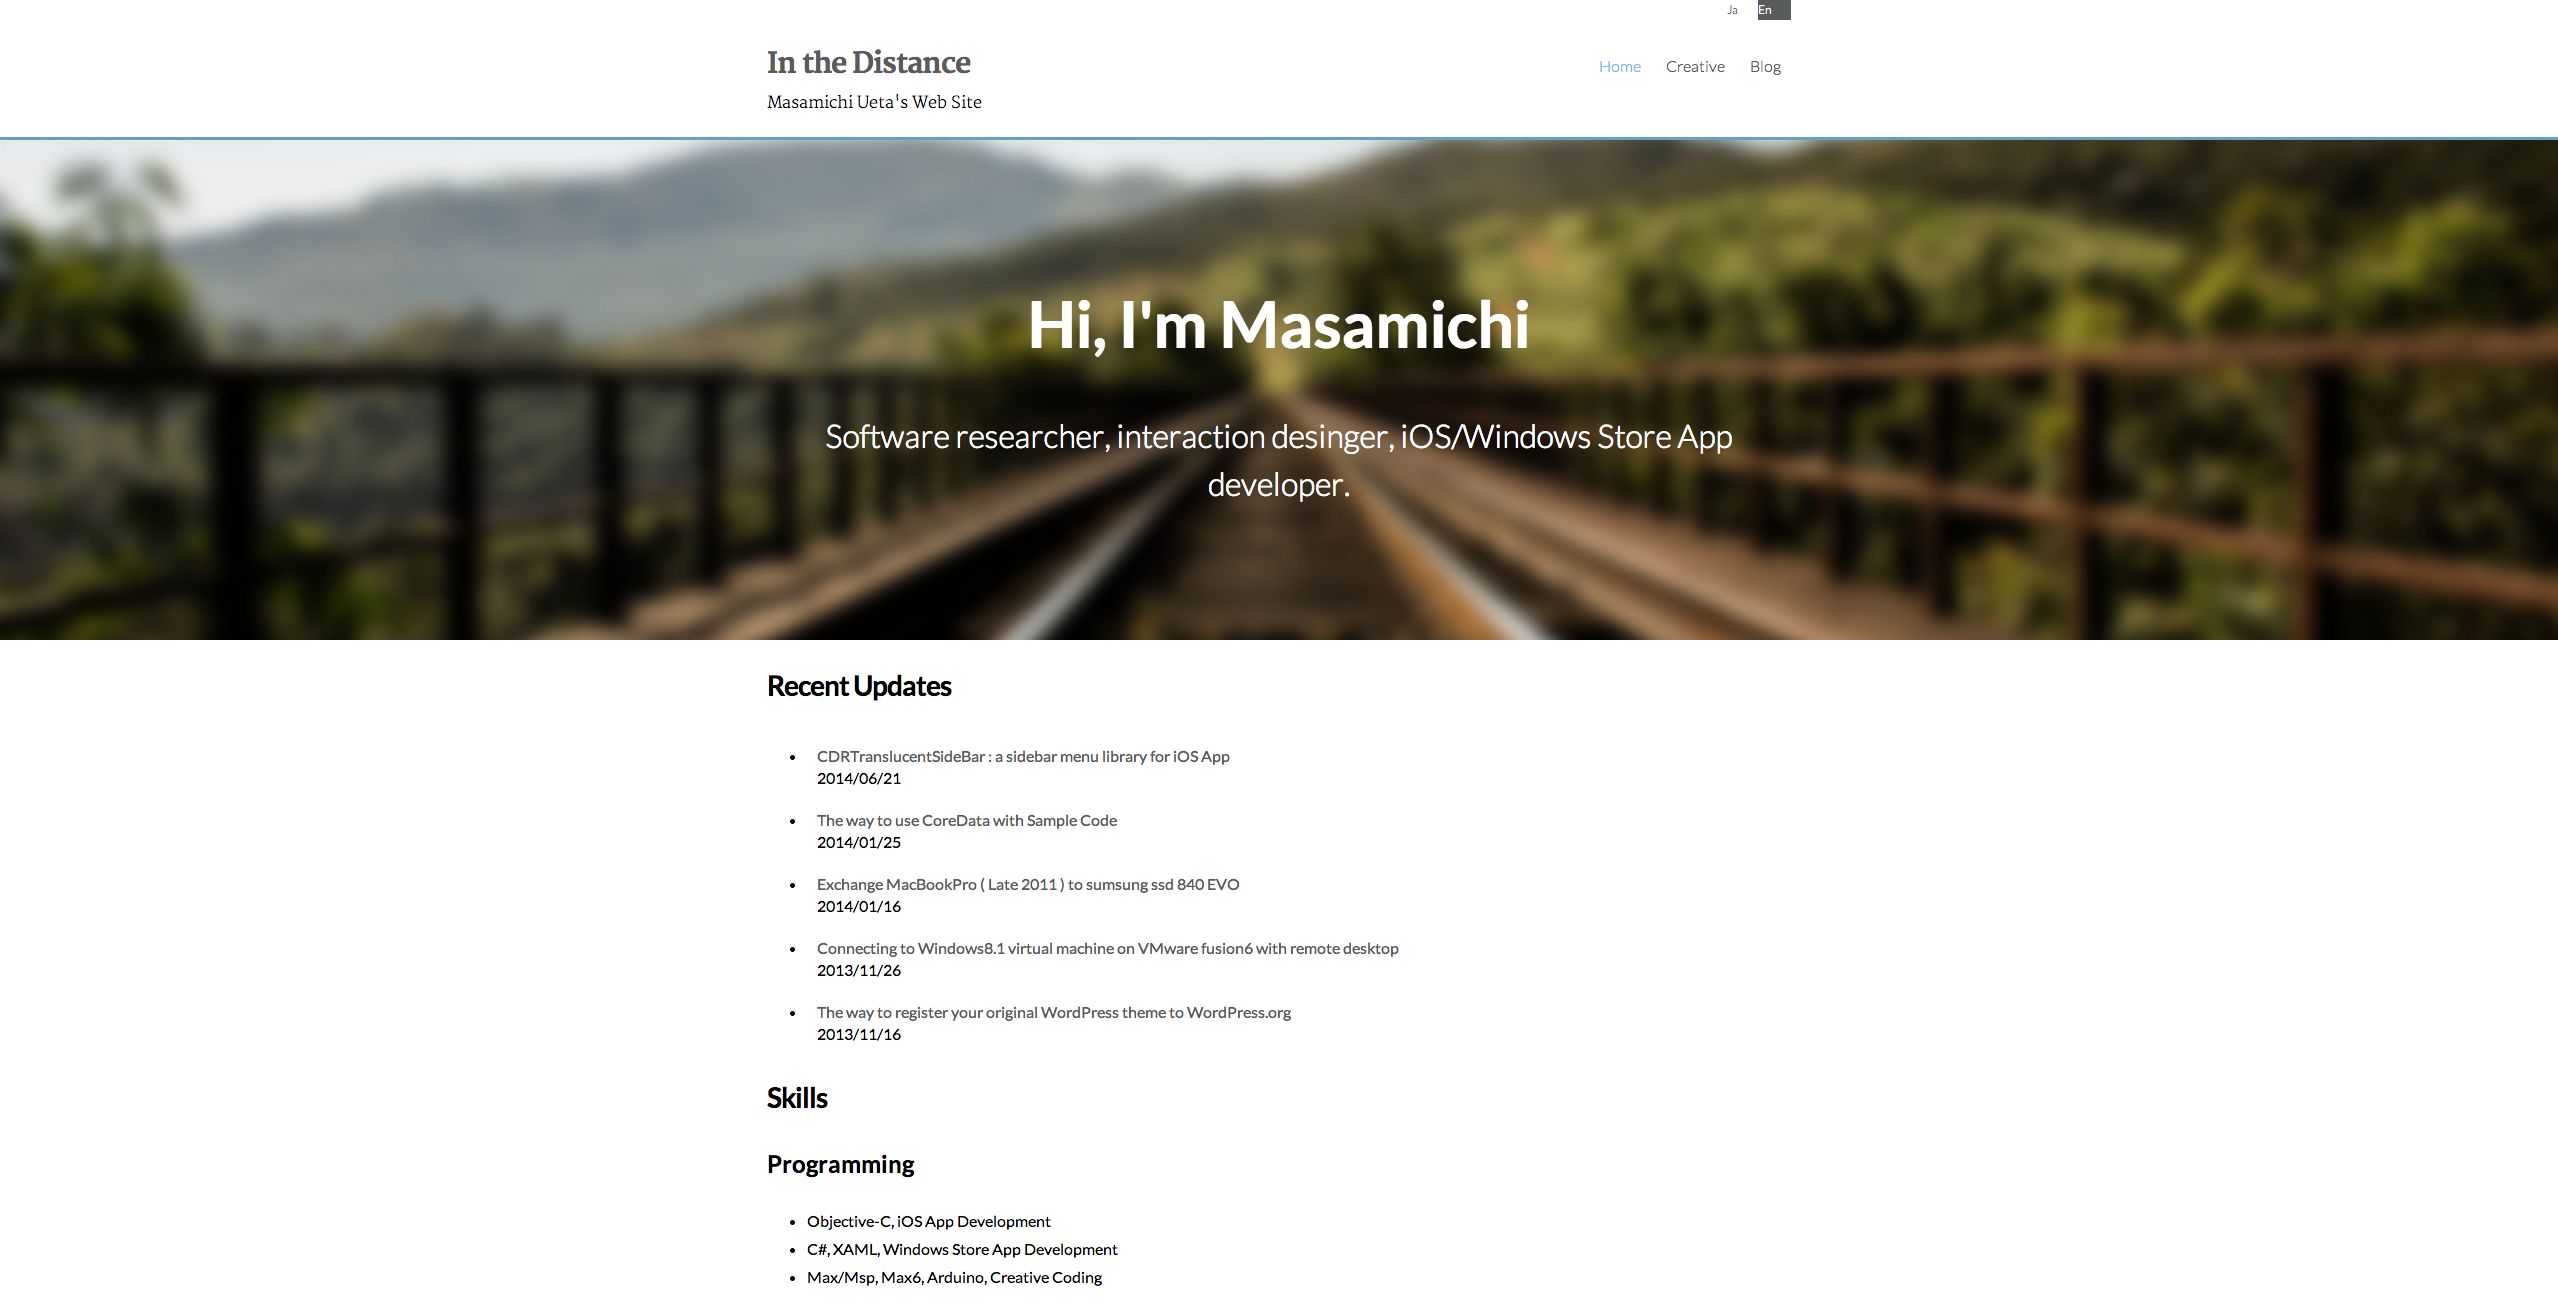 Ja En
In the Distance
Home Creative Blog
Masamichi Ueta's Web Site
Hi, I'm Masamichi
Software researcher, interaction desinger, iOS/Windows Store App
developer.
Recent Updates
• CDRTranslucentSideBar : a sidebar menu library for iOS App
2014/06/21
• The way to use CoreData with Sample Code
2014/01/25
• Exchange MacBookPro ( Late 2011 ) to sumsung ssd 840 EVO
2014/01/16
• Connecting to Windows8.1 virtual machine on VMware fusion6 with remote desktop
2013/11/26
• The way to register your original WordPress theme to WordPress.org
2013/11/16
Skills
Programming
• Objective-C, iOS App Development
• C#, XAML, Windows Store App Development
• Max/Msp, Max6, Arduino, Creative Coding